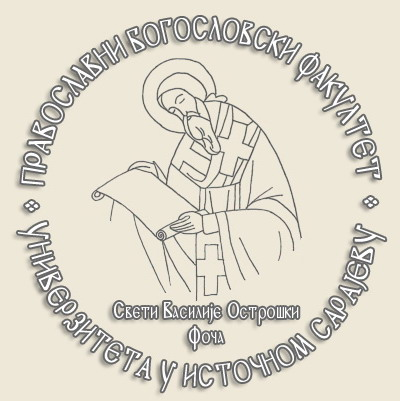 ПРАВОСЛАВНИ БОГОСЛОВСКИ ФАКУЛТЕТ
УНИВЕРЗИТЕТА У ИСТОЧНОМ САРАЈЕВУ
Свети Василије Острошки
Фоча